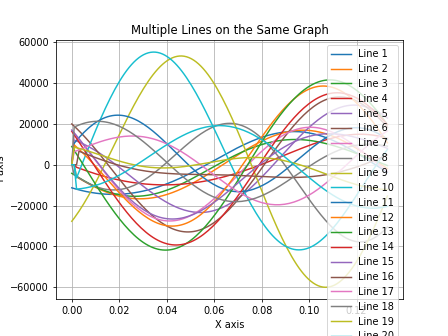 Multiple Lines on the Same Graph
60000
40000
20000
0
−20000
−40000
−60000
0.00
0.02
0.04
0.06
0.08
0.10
X axis
Line 1
Line 2
Line 3
Line 4
Line 5
Line 6
Line 7
Line 8
Line 9
Line 10
Line 11
Line 12
Line 13
Line 14
Line 15
Line 16
Line 17
Line 18
Line 19
Line 20